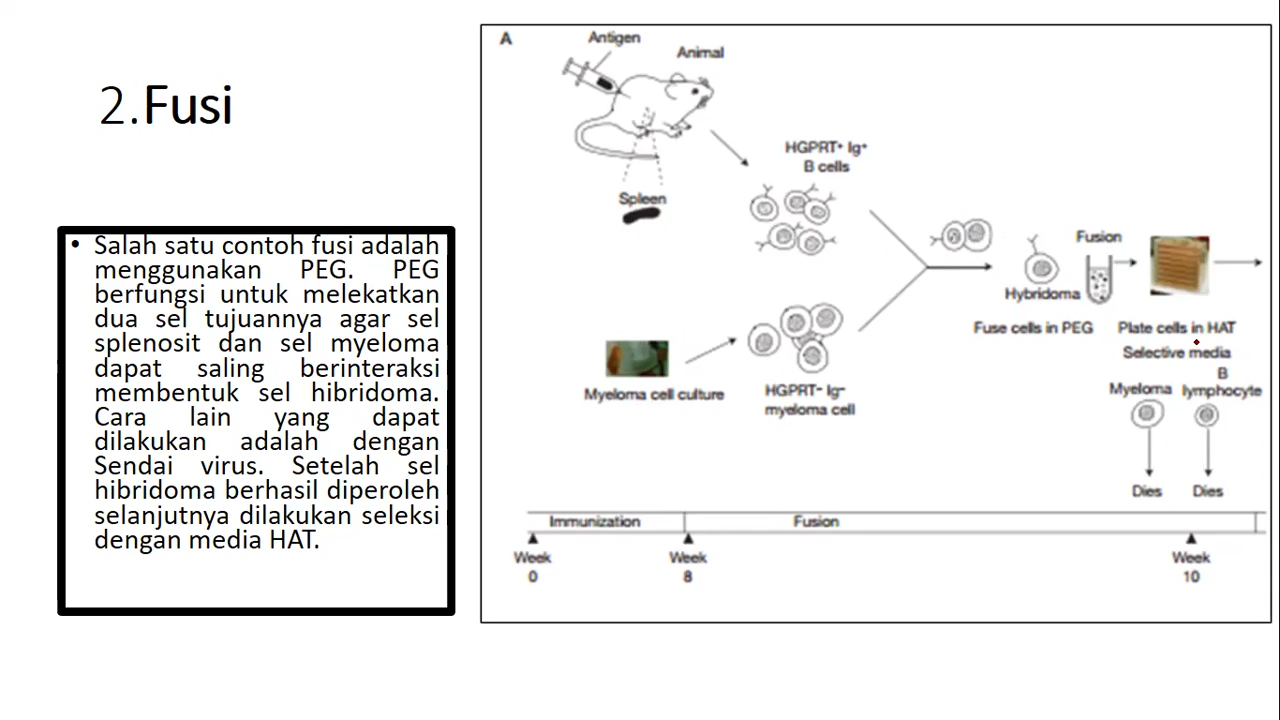 2.Fusi
• Salah satu contoh fusi adalah
menggunakan PEG. PEG
berfungsi untuk melekatkan
dua sel tujuannya agar sel
splenosit dan sel myeloma
dapat saling berinteraksi
membentuk sel hibridoma.
Cara lain yang dapat
dilakukan adalah dengan
Sendai virus. Setelah sel
hibridoma berhasil diperoleh
selanjutnya dilakukan seleksi
dengan media HAT.
A
Antigen
Animal
Spleen
HGPRT⁺ Ig⁺
B cells
Myeloma cell culture
HGPRT⁻ Ig⁻
myeloma cell
Hybridoma
Fusion
Fuse cells in PEG
Plate cells in HAT
Selective media
Myeloma
B
lymphocyte
Dies
Dies
Immunization
Fusion
Week
0
Week
8
Week
10